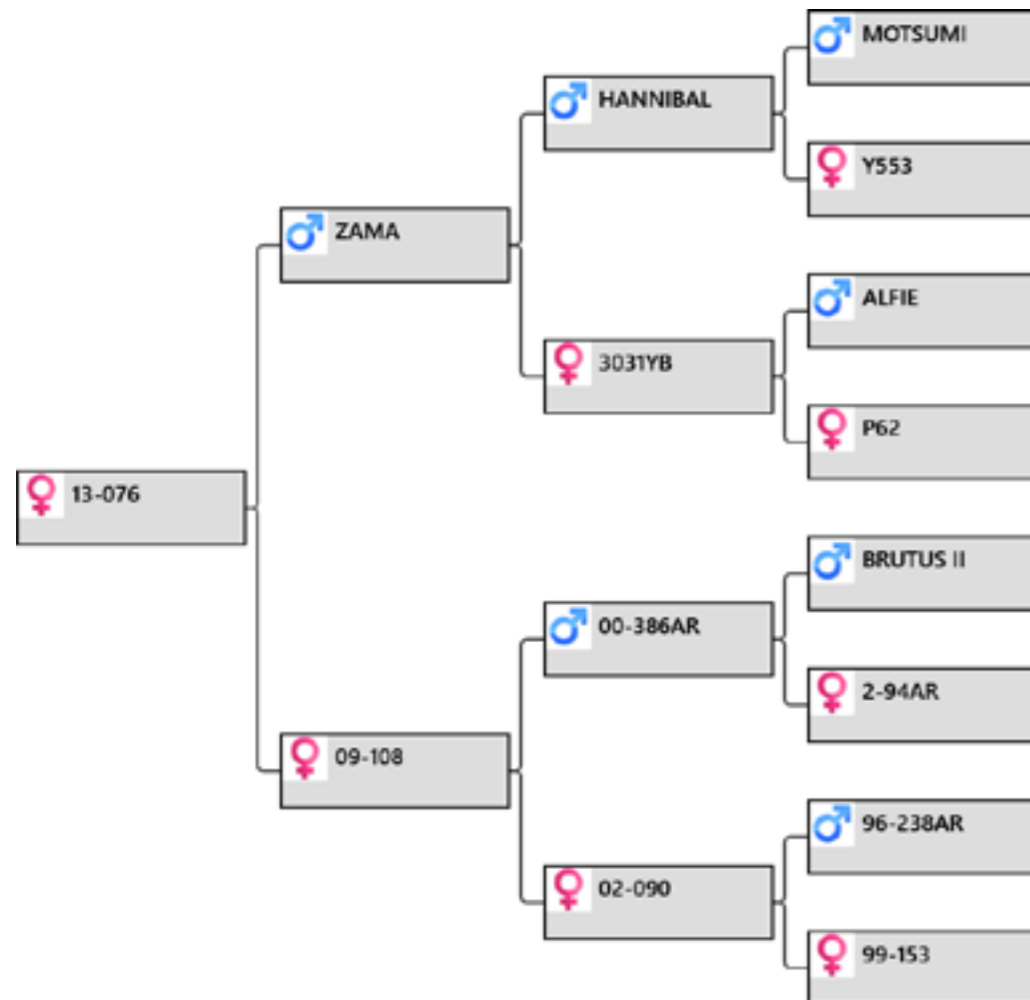 MOTSUMI
HANNIBAL
Y553
ZAMA
ALFIE
3031YB
P62
13-076
BRUTUS II
00-386AR
2-94AR
09-108
96-238AR
02-090
99-153